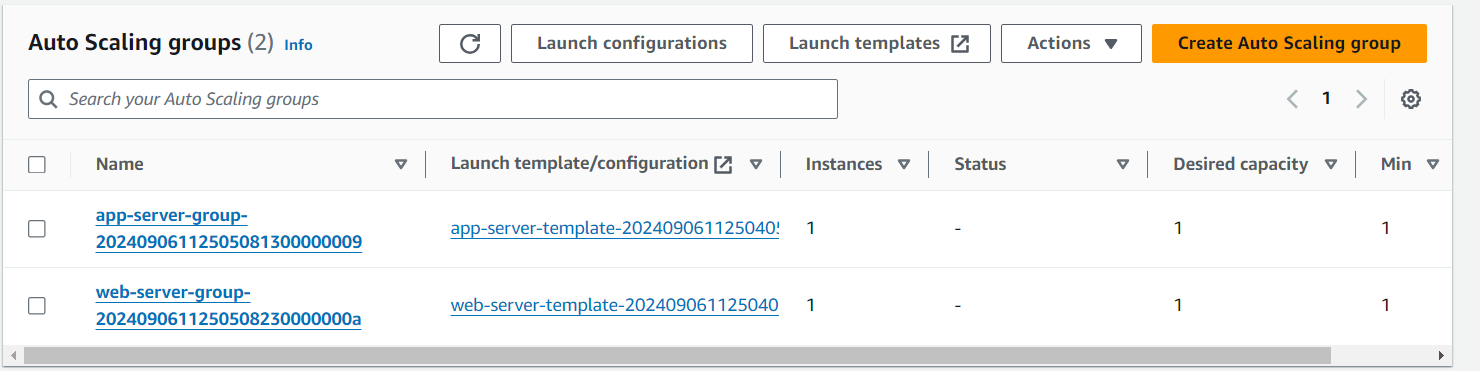 Auto Scaling groups (2) Info
Launch configurations
Launch templates
Actions
Create Auto Scaling group
Search your Auto Scaling groups
1
Name
Launch template/configuration
Instances
Status
Desired capacity
Min
app-server-group-
20240906112505081300000009
app-server-template-202409061125040
1
-
1
1
web-server-group-
2024090611250508230000000a
web-server-template-202409061125040
1
-
1
1